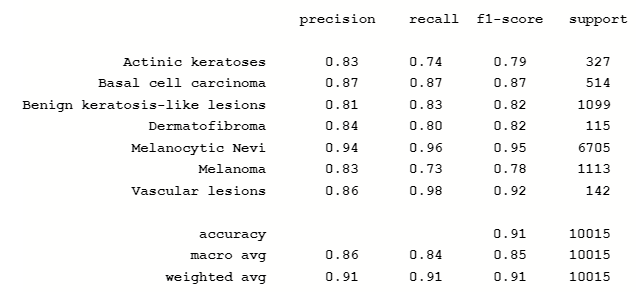 precision recall f1-score support
Actinic keratoses 0.83 0.74 0.79 327
Basal cell carcinoma 0.87 0.87 0.87 514
Benign keratosis-like lesions 0.81 0.83 0.82 1099
Dermatofibroma 0.84 0.80 0.82 115
Melanocytic Nevi 0.94 0.96 0.95 6705
Melanoma 0.83 0.73 0.78 1113
Vascular lesions 0.86 0.98 0.92 142
accuracy 0.91 10015
macro avg 0.86 0.84 0.85 10015
weighted avg 0.91 0.91 0.91 10015